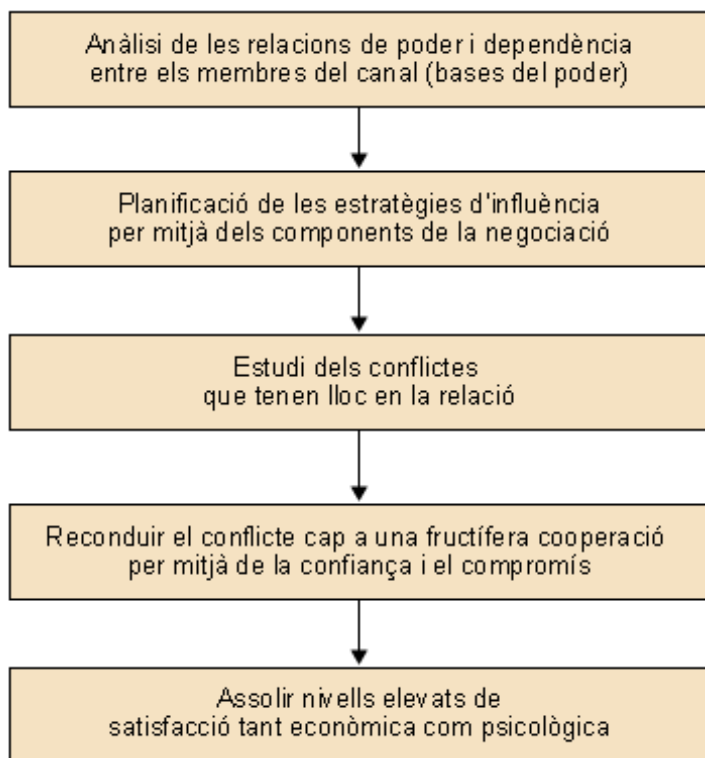 Anàlisi de les relacions de poder i dependència
entre els membres del canal (bases del poder)
Planificació de les estratègies d'influència
per mitjà dels components de la negociació
Estudi dels conflictes
que tenen lloc en la relació
Reconduir el conflicte cap a una fructífera cooperació
per mitjà de la confiança i el compromís
Assolir nivells elevats de
satisfacció tant econòmica com psicològica